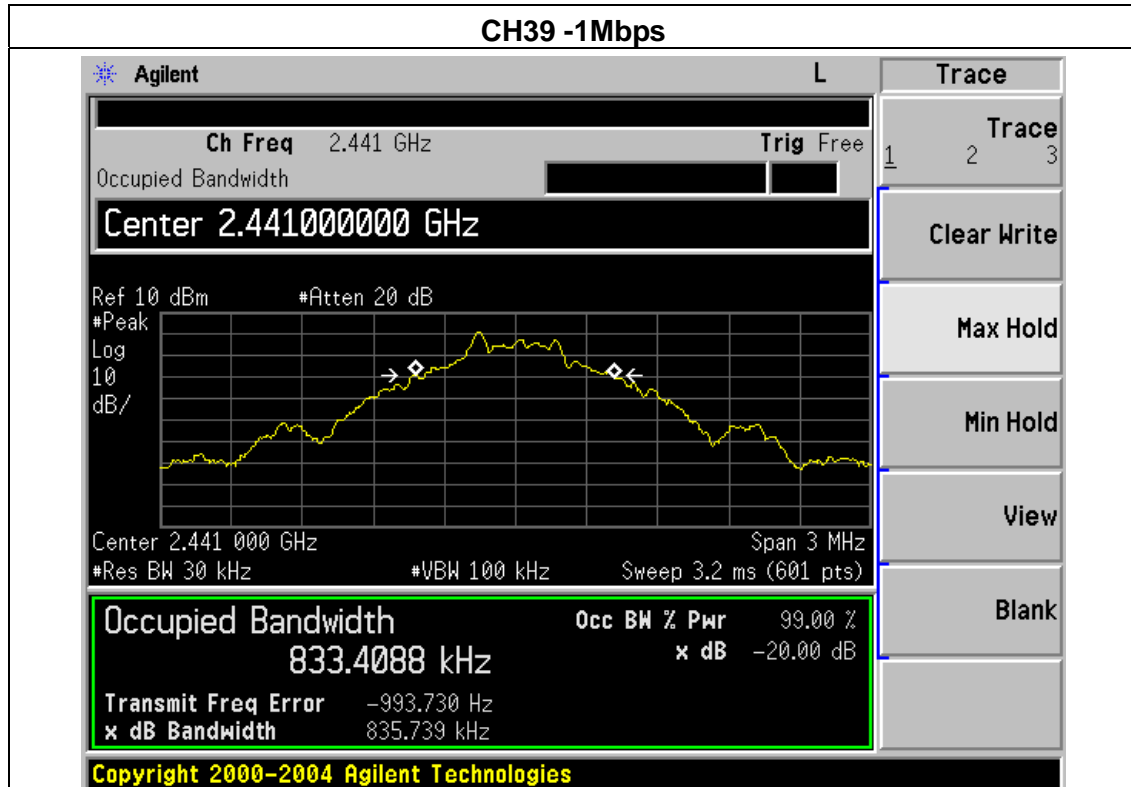 CH39 -1Mbps
Agilent L Trace
Ch Freq 2.441 GHz Trig Free
Occupied Bandwidth
Center 2.441000000 GHz
Ref 10 dBm #Atten 20 dB
#Peak
Log
10
dB/
Center 2.441 000 GHz Span 3 MHz
#Res BW 30 kHz #VBW 100 kHz Sweep 3.2 ms (601 pts)
Occupied Bandwidth Occ BW % Pwr 99.00 %
833.4088 kHz x dB -20.00 dB
Transmit Freq Error -993.730 Hz
x dB Bandwidth 835.739 kHz
Copyright 2000-2004 Agilent Technologies
Trace
1 2 3
Clear Write
Max Hold
Min Hold
View
Blank